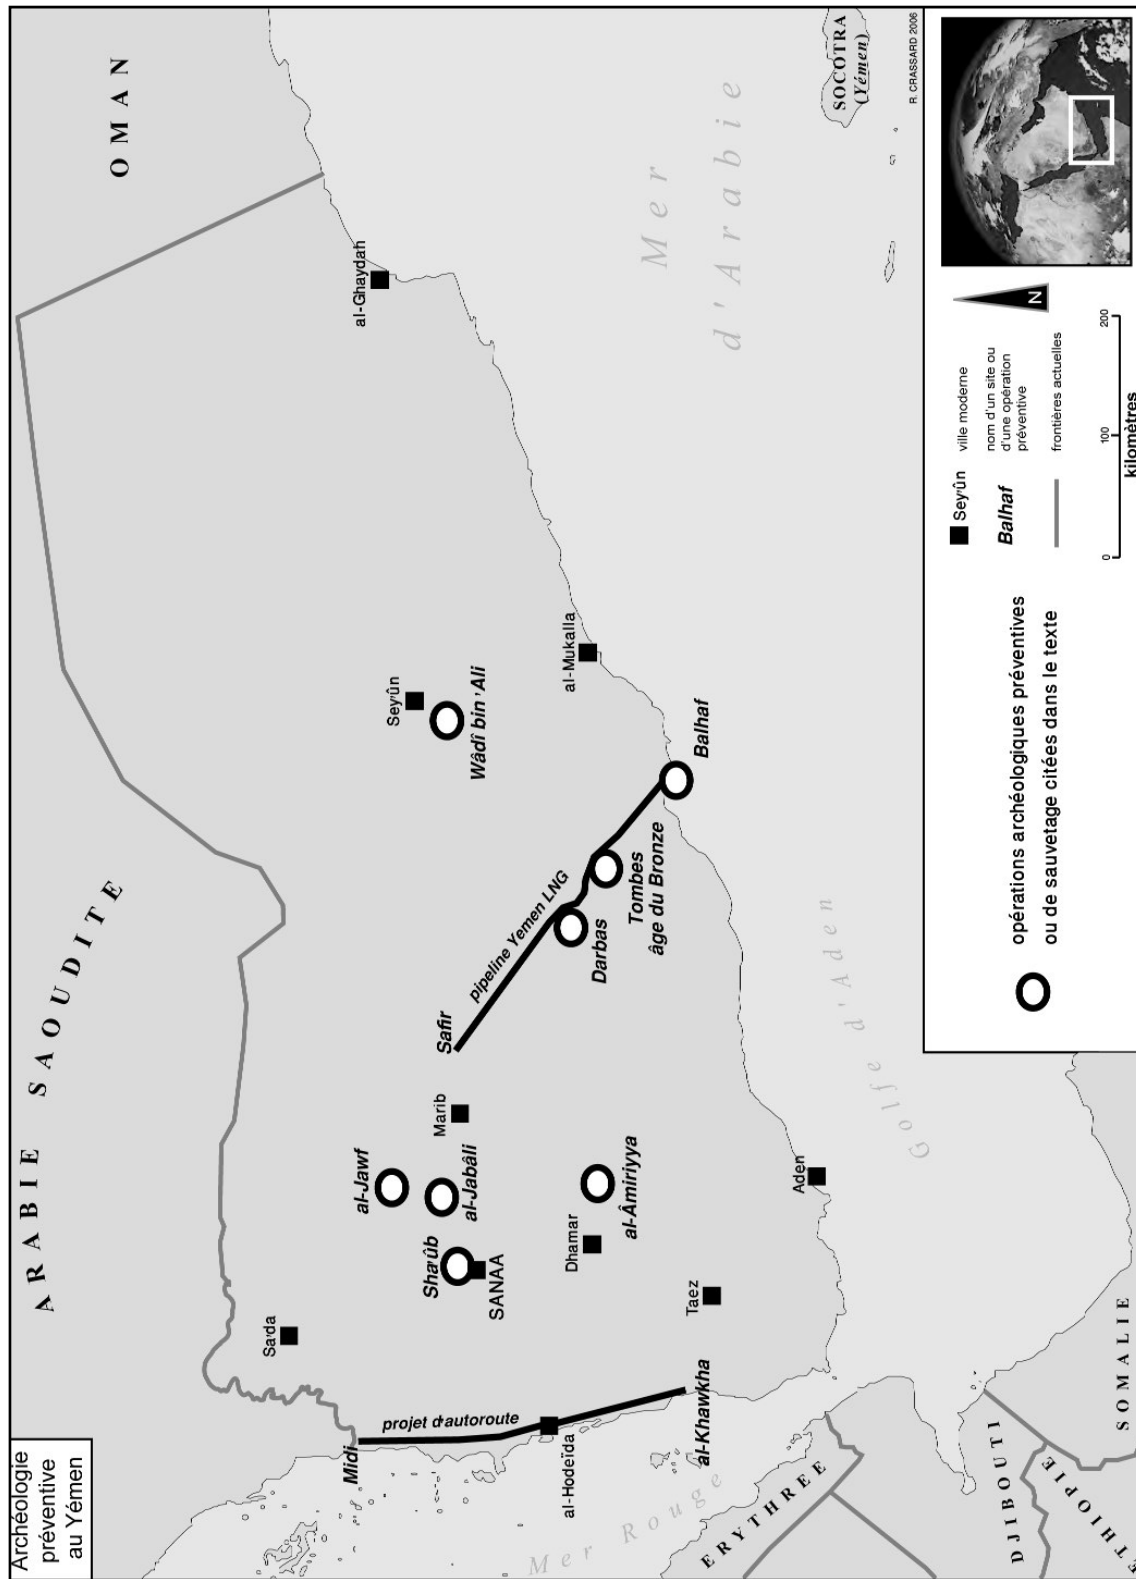 Archéologie
préventive
au Yémen
ARABIE SAOUDITE
OMAN
Sa'da
Midi
projet d'autoroute
al-Hodeïda
al-Khawkha
Sha'ûb
SANAA
al-Jawf
al-Jabâli
Marib
Safir
pipeline Yemen LNG
Dhamar
al-Âmiriyya
Taez
Aden
Darbas
Tombes
âge du Bronze
Balhaf
Sey'ûn
Wâdî bin 'Ali
al-Mukalla
al-Ghaydah
Mer
d'Arabie
Golfe d'Aden
Mer Rouge
SOCOTRA
(Yémen)
ERYTHREE
DJIBOUTI
ETHIOPIE
SOMALIE
R. CRASSARD 2006
opérations archéologiques préventives
ou de sauvetage citées dans le texte
Sey'ûn
ville moderne
Balhaf
nom d'un site ou
d'une opération
préventive
frontières actuelles
N
0 100 200
kilomètres